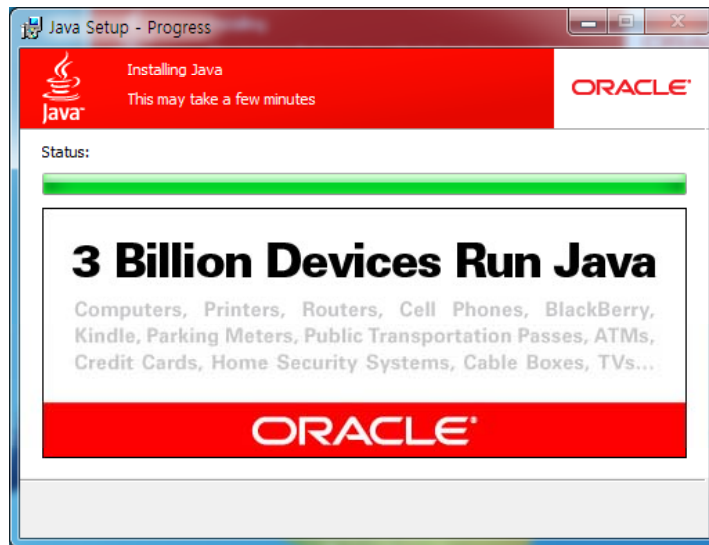 Java Setup - Progress
Installing Java
This may take a few minutes
Java™
ORACLE®
Status:
3 Billion Devices Run Java
Computers, Printers, Routers, Cell Phones, BlackBerry,
Kindle, Parking Meters, Public Transportation Passes, ATMs,
Credit Cards, Home Security Systems, Cable Boxes, TVs...
ORACLE®